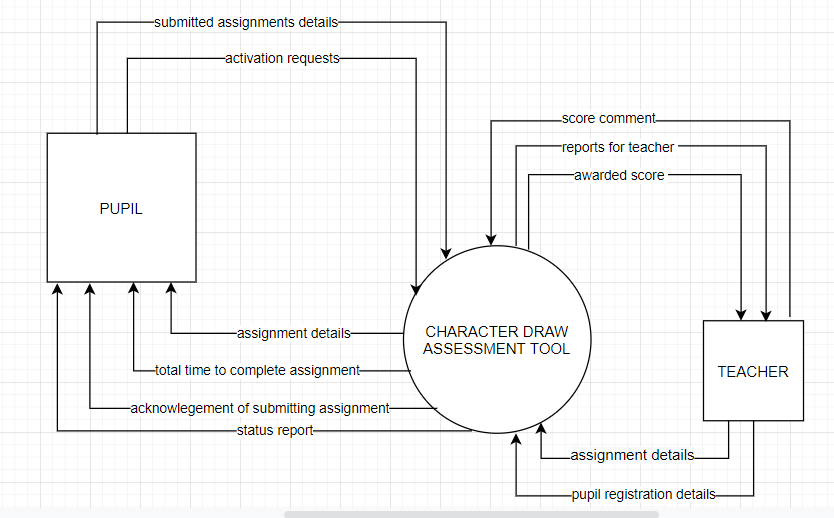 submitted assignments details
activation requests
score comment
reports for teacher
awarded score
PUPIL
assignment details
total time to complete assignment
acknowlegement of submitting assignment
status report
CHARACTER DRAW
ASSESSMENT TOOL
TEACHER
assignment details
pupil registration details